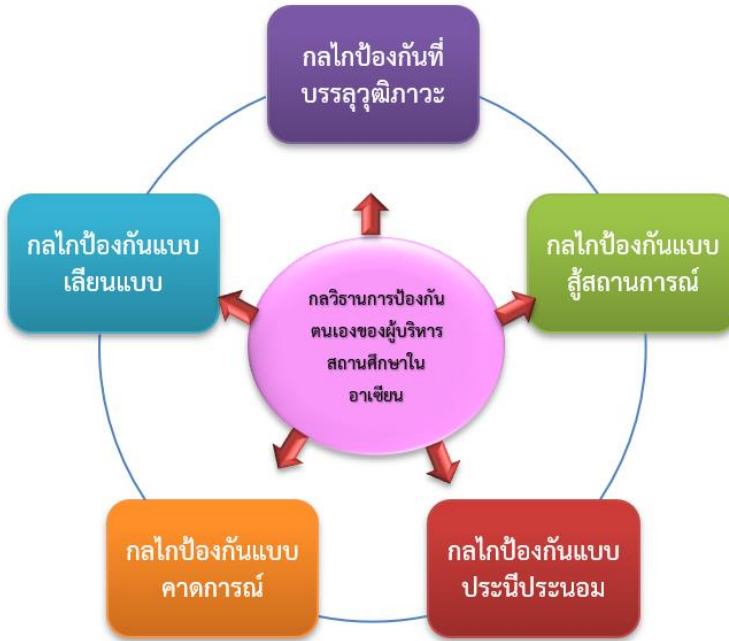 กลไกป้องกันที่
บรรลุวุฒิภาวะ
กลไกป้องกันแบบ
เลียนแบบ
กลไกป้องกันแบบ
สู้สถานการณ์
กลวิธานการป้องกัน
ตนเองของผู้บริหาร
สถานศึกษาใน
อาเซียน
กลไกป้องกันแบบ
คาดการณ์
กลไกป้องกันแบบ
ประนีประนอม